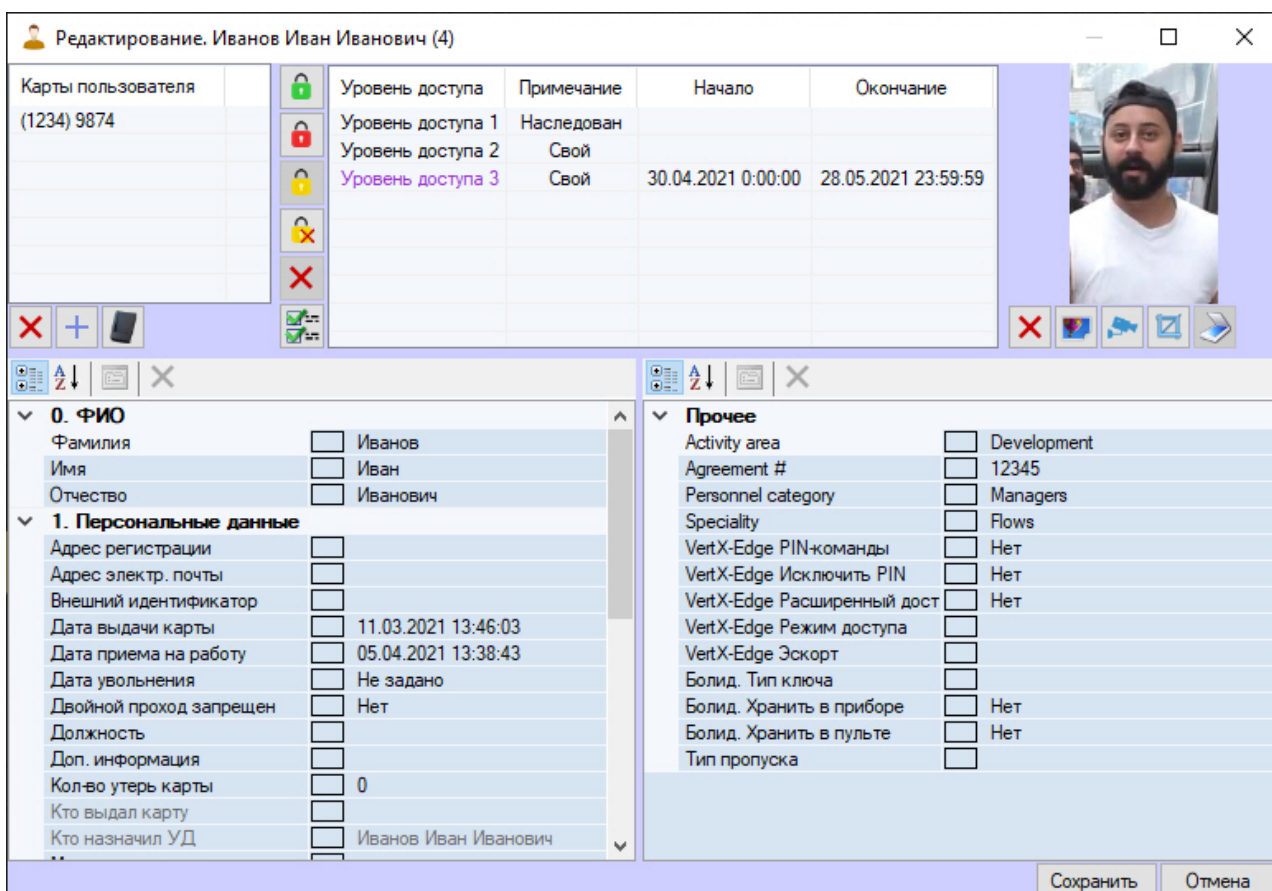 Редактирование. Иванов Иван Иванович (4)
Карты пользователя
(1234) 9874
Уровень доступа Примечание Начало Окончание
Уровень доступа 1 Наследован
Уровень доступа 2 Свой
Уровень доступа 3 Свой 30.04.2021 0:00:00 28.05.2021 23:59:59
0. ФИО
Фамилия Иванов
Имя Иван
Отчество Иванович
1. Персональные данные
Адрес регистрации
Адрес электр. почты
Внешний идентификатор
Дата выдачи карты 11.03.2021 13:46:03
Дата приема на работу 05.04.2021 13:38:43
Дата увольнения Не задано
Двойной проход запрещен Нет
Должность
Доп. информация
Кол-во утерь карты 0
Кто выдал карту
Кто назначил УД Иванов Иван Иванович
Прочее
Activity area Development
Agreement # 12345
Personnel category Managers
Speciality Flows
VertX-Edge PIN-команды Нет
VertX-Edge Исключить PIN Нет
VertX-Edge Расширенный дост Нет
VertX-Edge Режим доступа
VertX-Edge Эскорт
Болид. Тип ключа
Болид. Хранить в приборе Нет
Болид. Хранить в пульте Нет
Тип пропуска
Сохранить Отмена